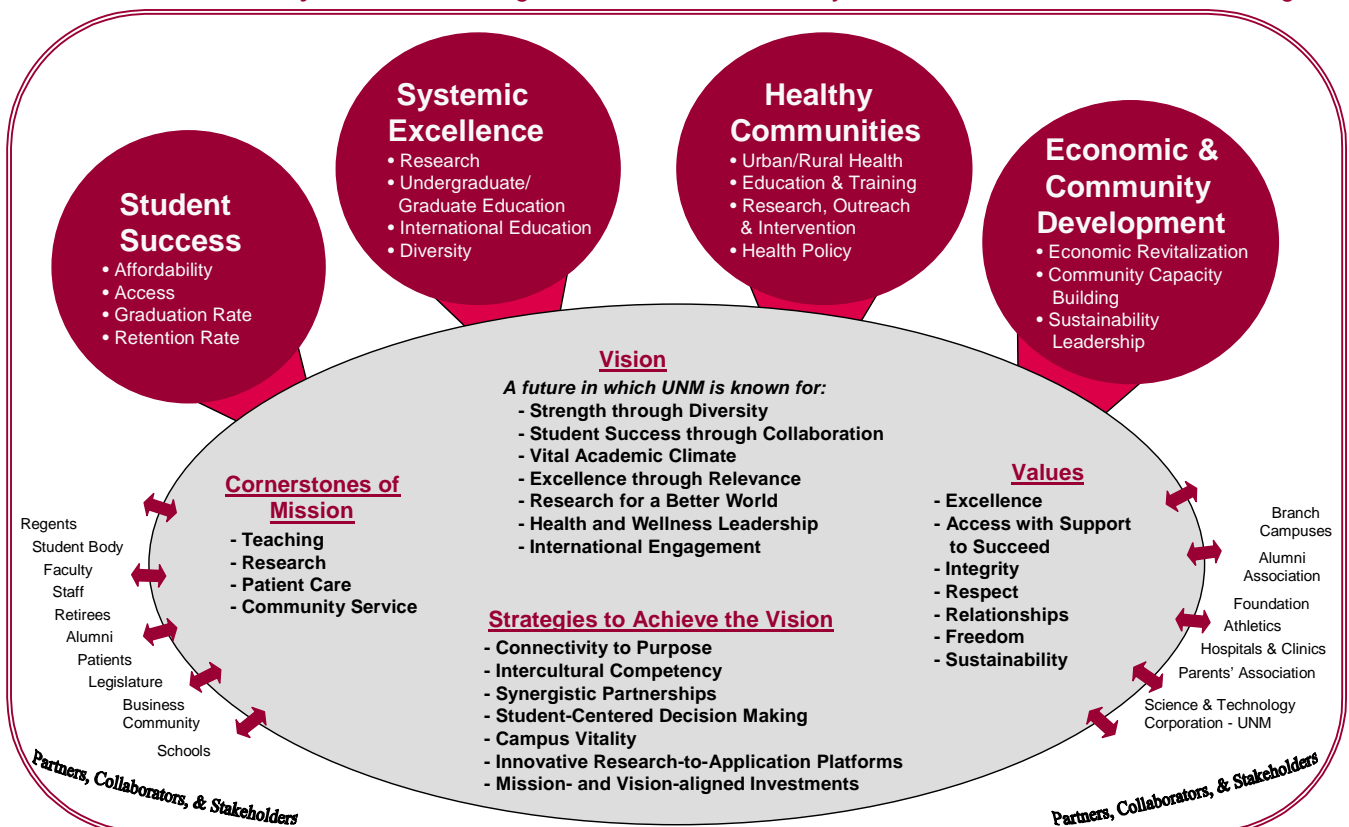 Systemic
Excellence
• Research
• Undergraduate/
Graduate Education
• International Education
• Diversity
Healthy
Communities
• Urban/Rural Health
• Education & Training
• Research, Outreach
& Intervention
• Health Policy
Student
Success
• Affordability
• Access
• Graduation Rate
• Retention Rate
Economic &
Community
Development
• Economic Revitalization
• Community Capacity
Building
• Sustainability
Leadership
Vision
A future in which UNM is known for:
- Strength through Diversity
- Student Success through Collaboration
- Vital Academic Climate
- Excellence through Relevance
- Research for a Better World
- Health and Wellness Leadership
- International Engagement
Cornerstones of
Mission
- Teaching
- Research
- Patient Care
- Community Service
Values
- Excellence
- Access with Support
to Succeed
- Integrity
- Respect
- Relationships
- Freedom
- Sustainability
Strategies to Achieve the Vision
- Connectivity to Purpose
- Intercultural Competency
- Synergistic Partnerships
- Student-Centered Decision Making
- Campus Vitality
- Innovative Research-to-Application Platforms
- Mission- and Vision-aligned Investments
Regents
Student Body
Faculty
Staff
Retirees
Alumni
Patients
Legislature
Business
Community
Schools
Partners, Collaborators, & Stakeholders
Branch
Campuses
Alumni
Association
Foundation
Athletics
Hospitals & Clinics
Parents' Association
Science & Technology
Corporation - UNM
Partners, Collaborators, & Stakeholders